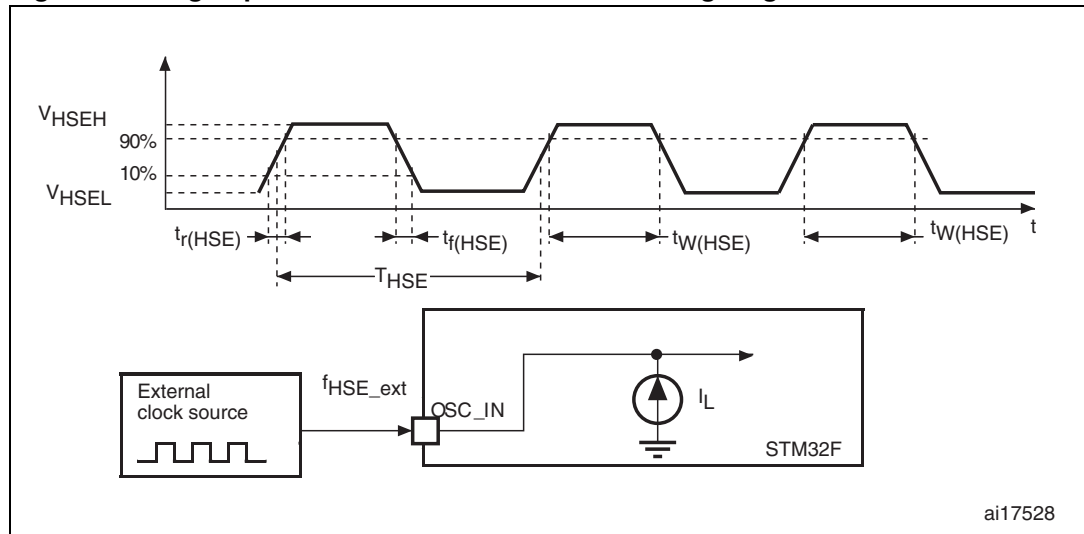 V_HSEH
90%
10%
V_HSEL
t_r(HSE)
t_f(HSE)
t_W(HSE)
t_W(HSE)
t
T_HSE
External
clock source
f_HSE_ext
OSC_IN
I_L
STM32F
ai17528